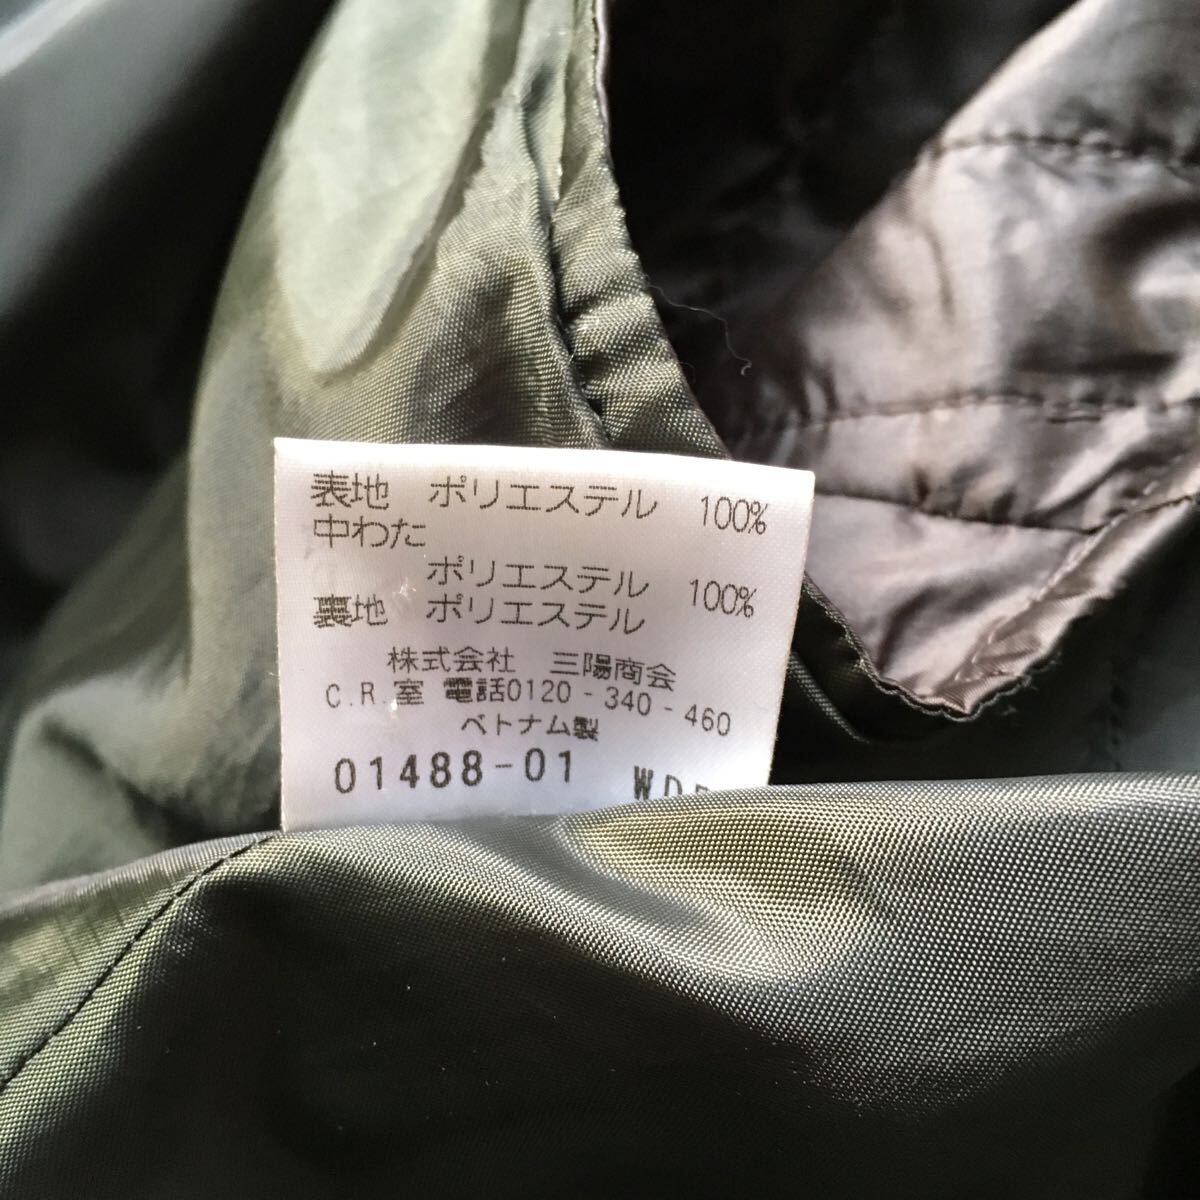 表地 ポリエステル 100%
中わた
ポリエステル 100%
裏地 ポリエステル
株式会社 三陽商会
C.R.室 電話0120-340-460
ベトナム製
01488-01